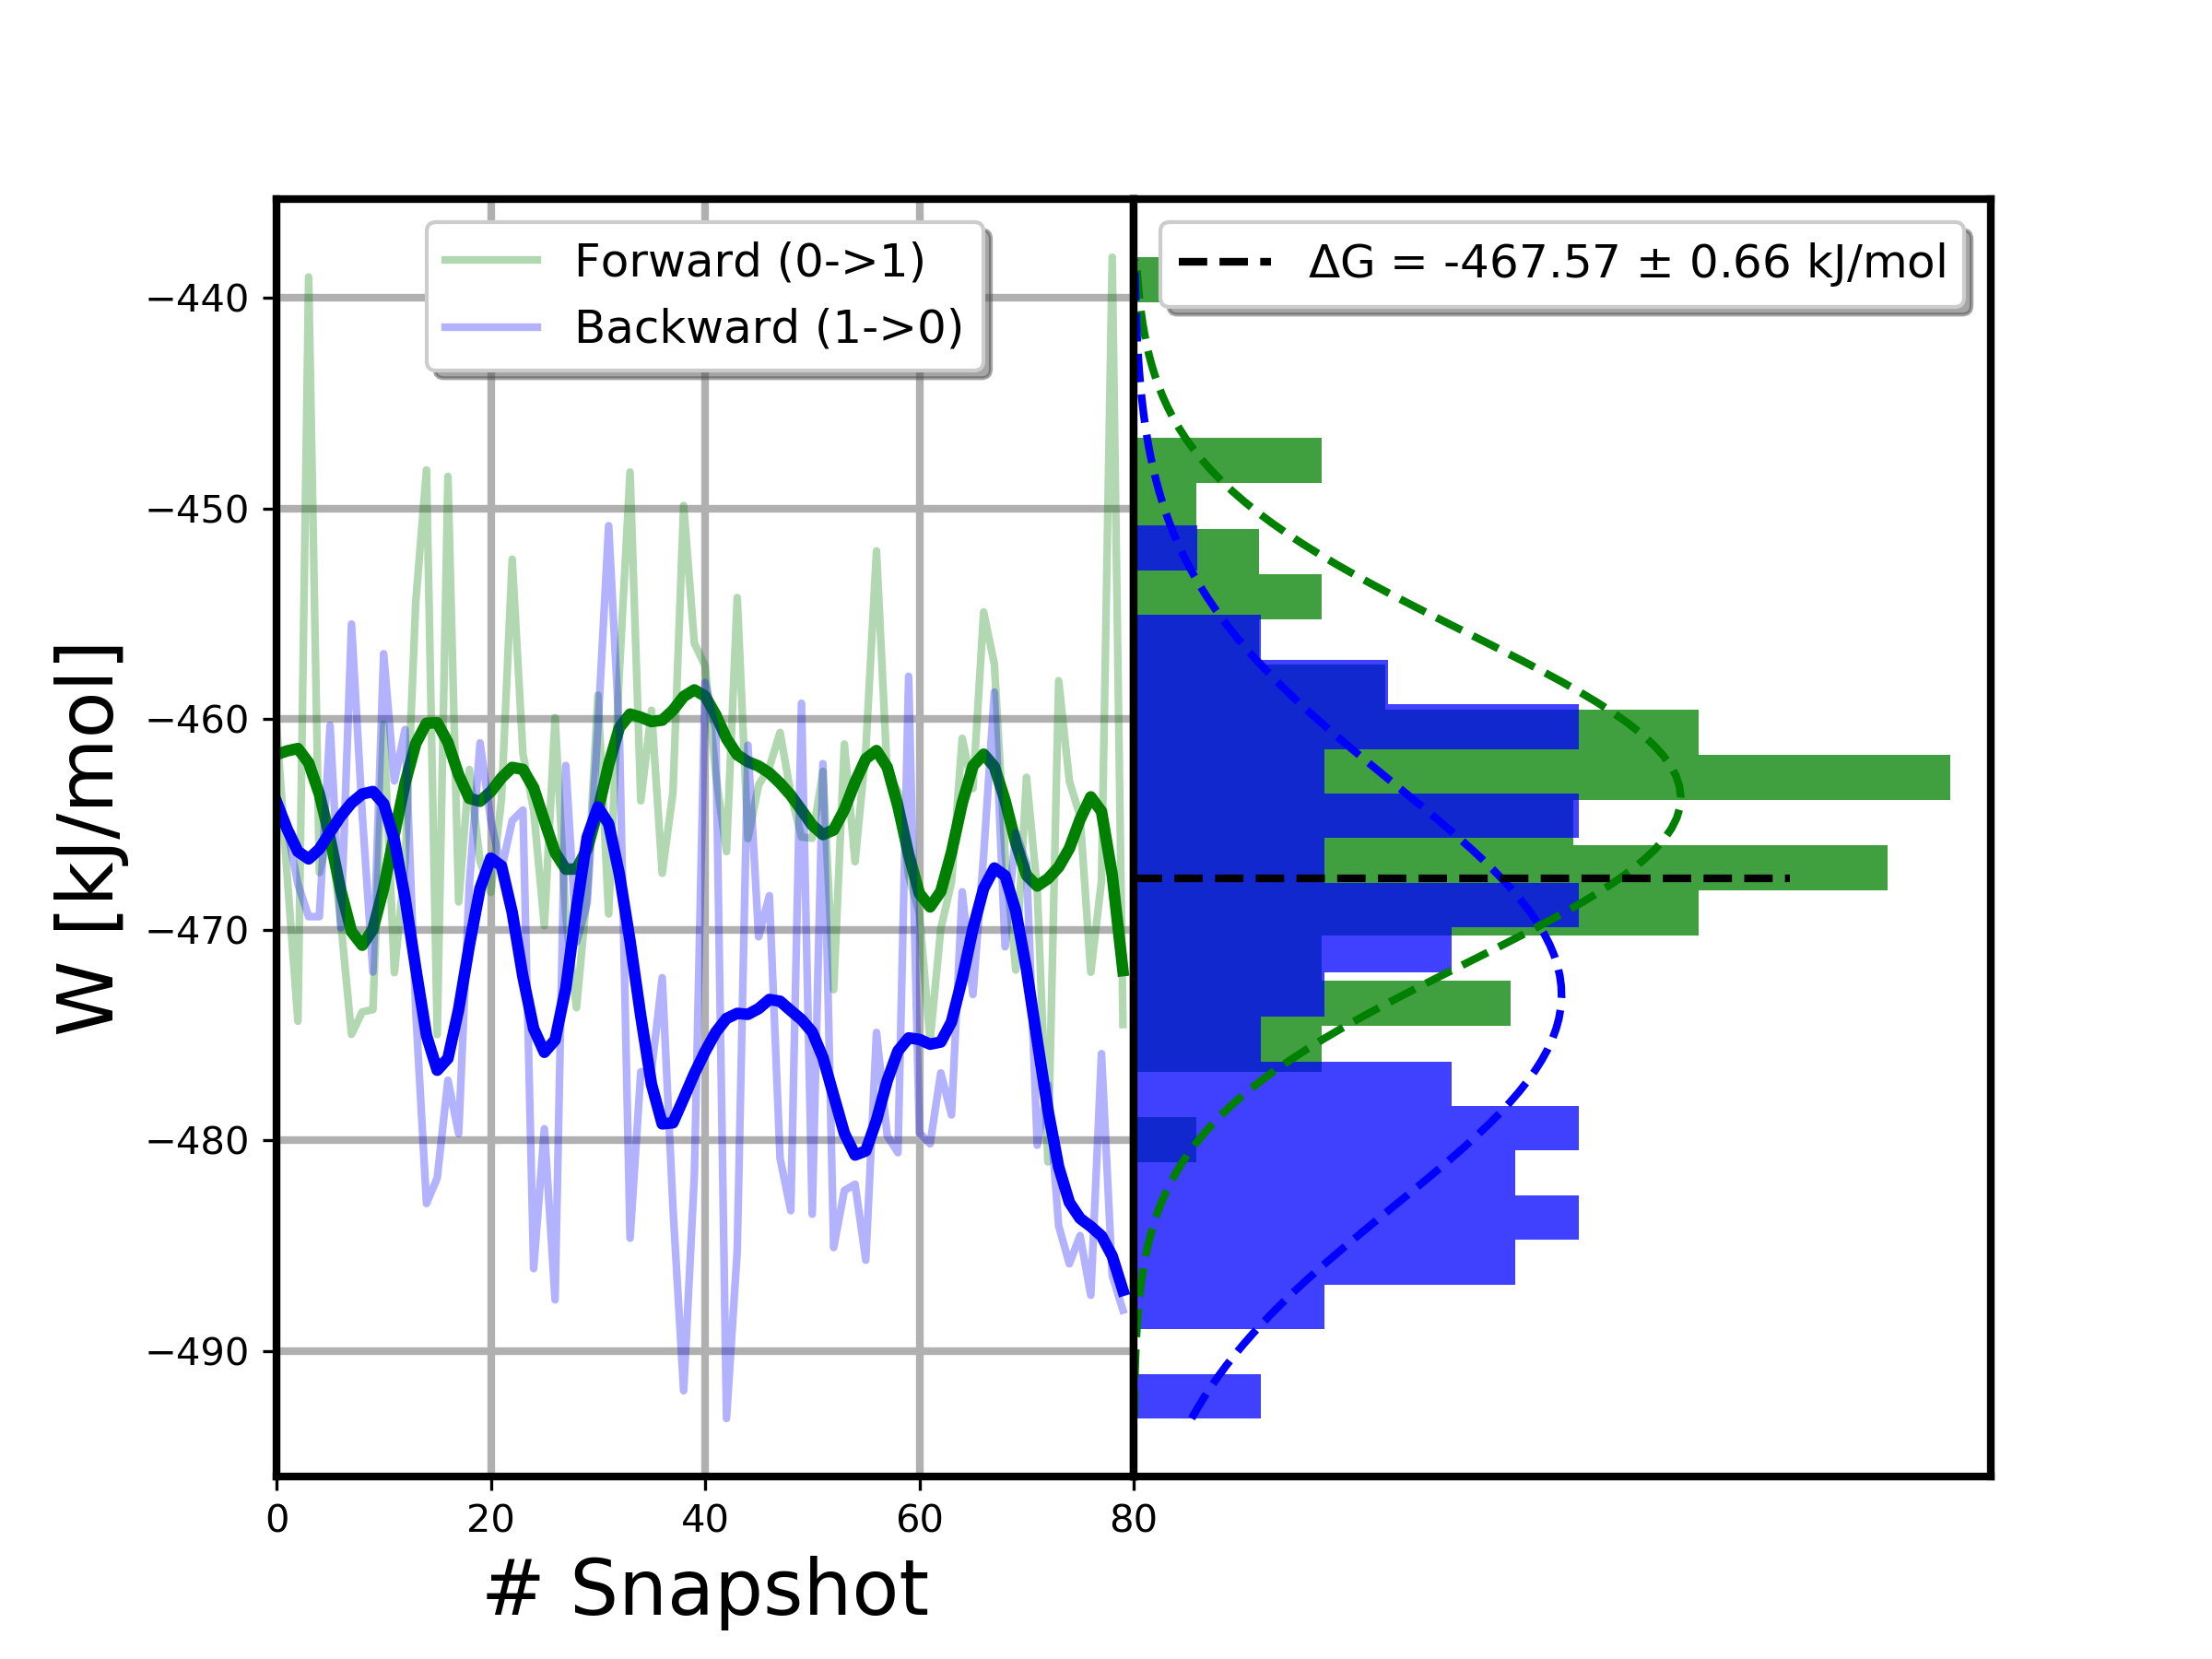 Forward (0->1)
Backward (1->0)
ΔG = -467.57 ± 0.66 kJ/mol
W [kJ/mol]
−440
−450
−460
−470
−480
−490
0 20 40 60 80
# Snapshot